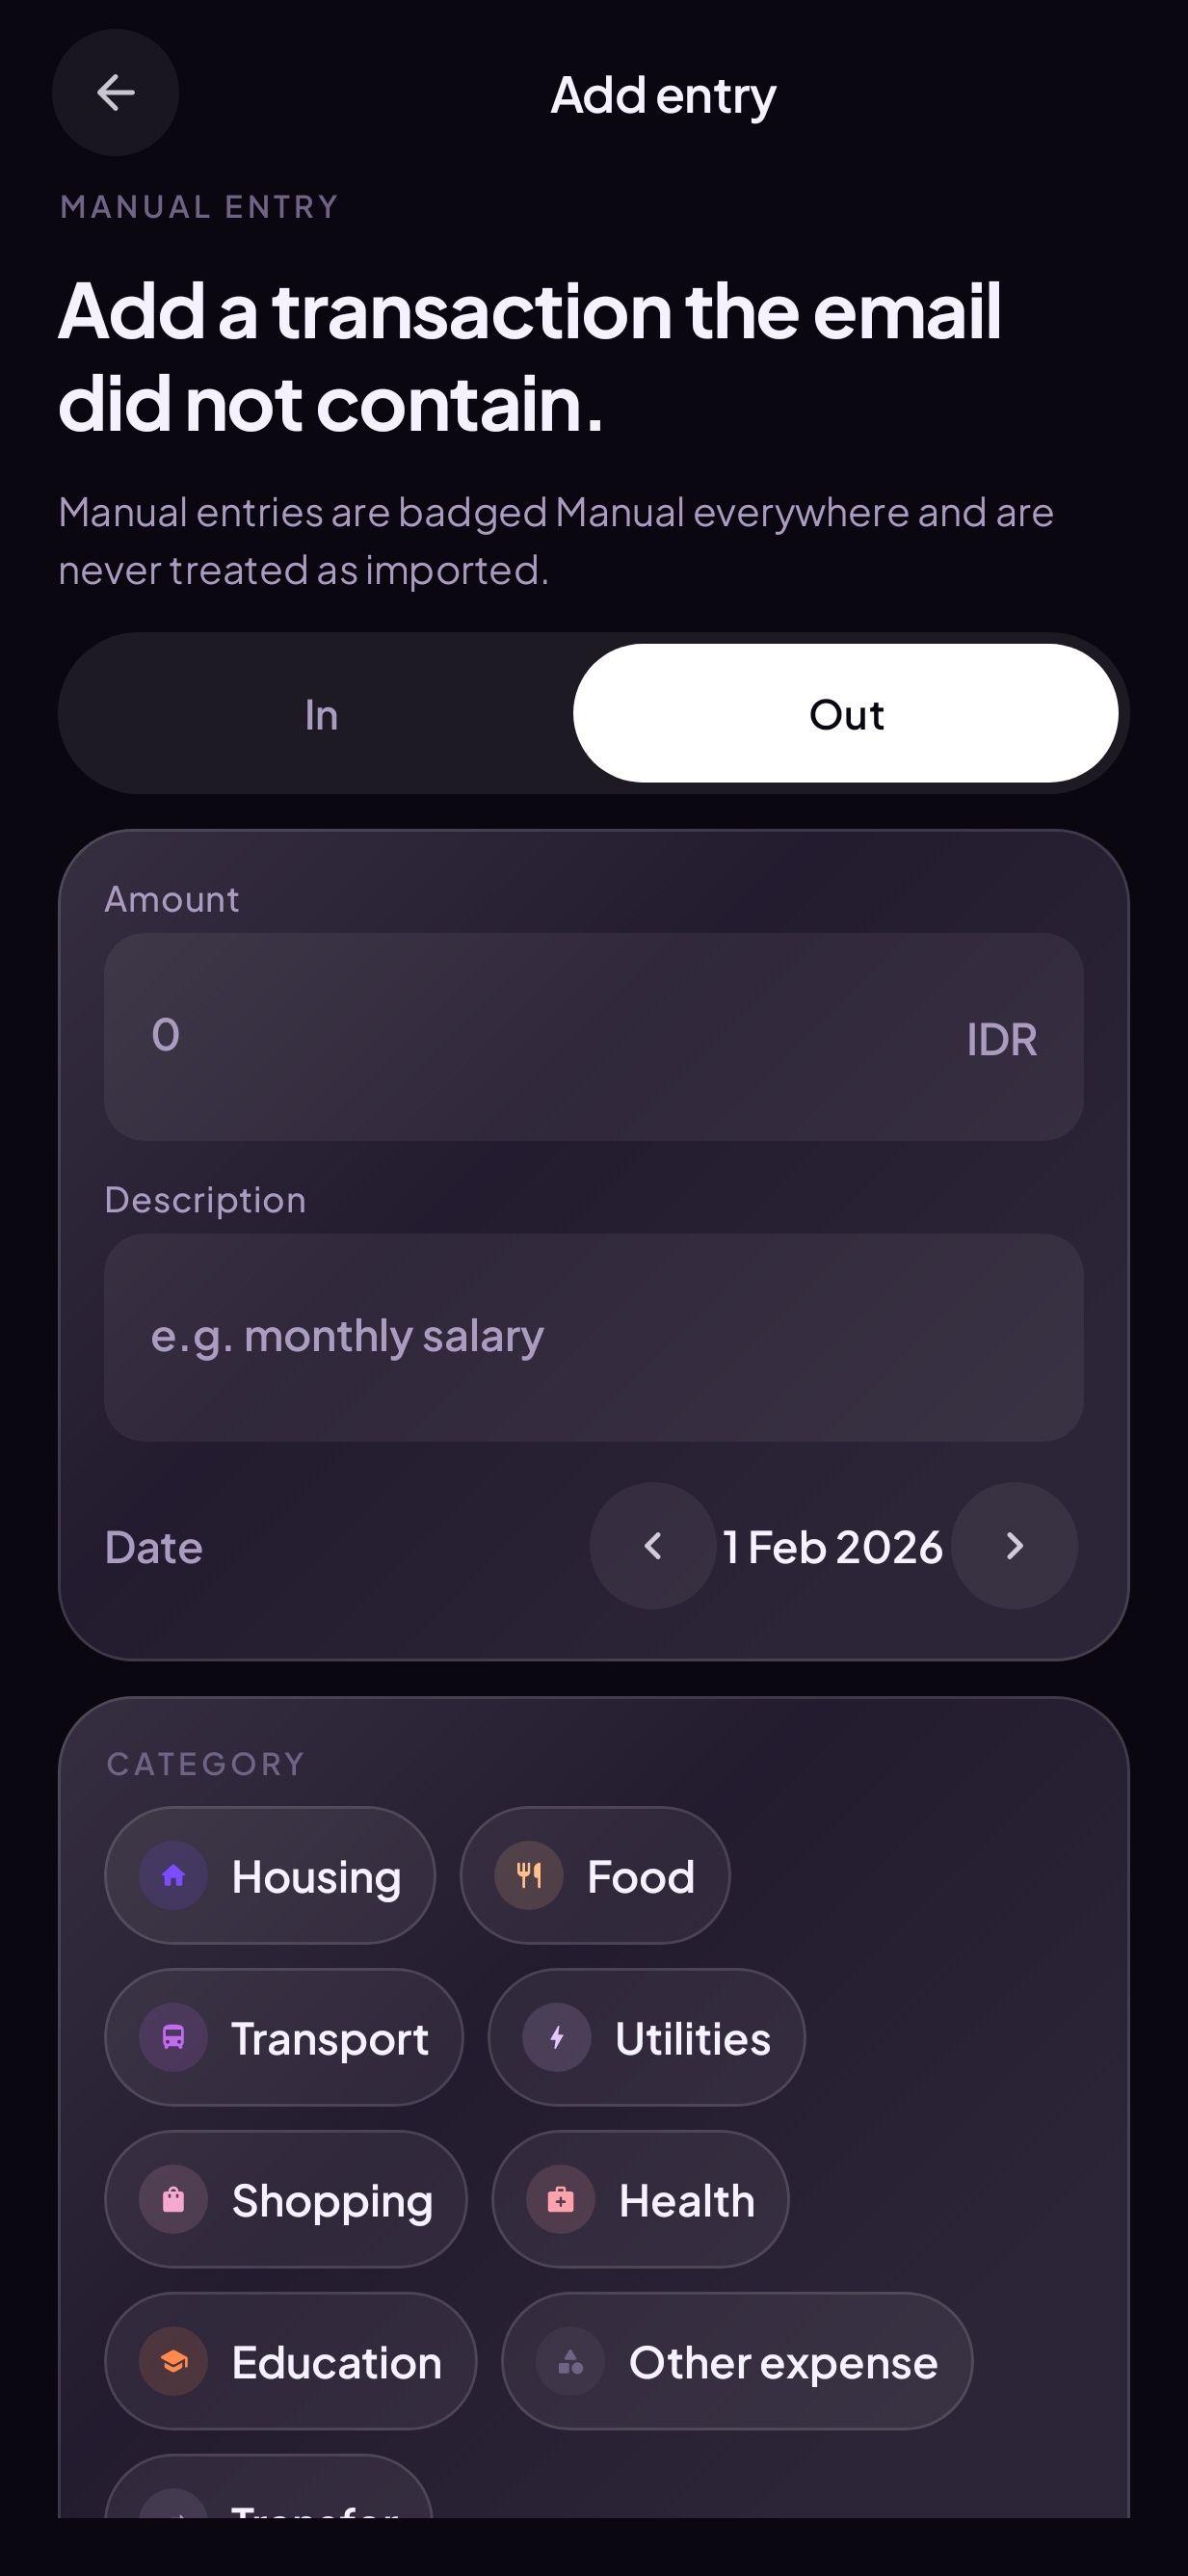 Add entry
MANUAL ENTRY
Add a transaction the email
did not contain.
Manual entries are badged Manual everywhere and are
never treated as imported.
In
Out
Amount
0
IDR
Description
e.g. monthly salary
Date
1 Feb 2026
CATEGORY
Housing
Food
Transport
Utilities
Shopping
Health
Education
Other expense
Transfer